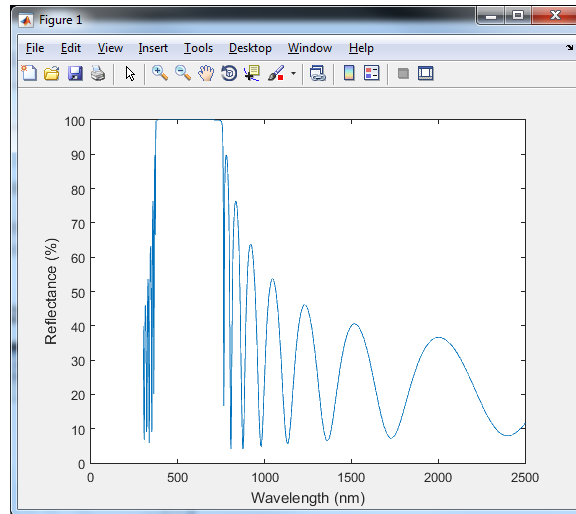 Figure 1
File Edit View Insert Tools Desktop Window Help
100
90
80
70
60
50
40
30
20
10
0
Reflectance (%)
0 500 1000 1500 2000 2500
Wavelength (nm)